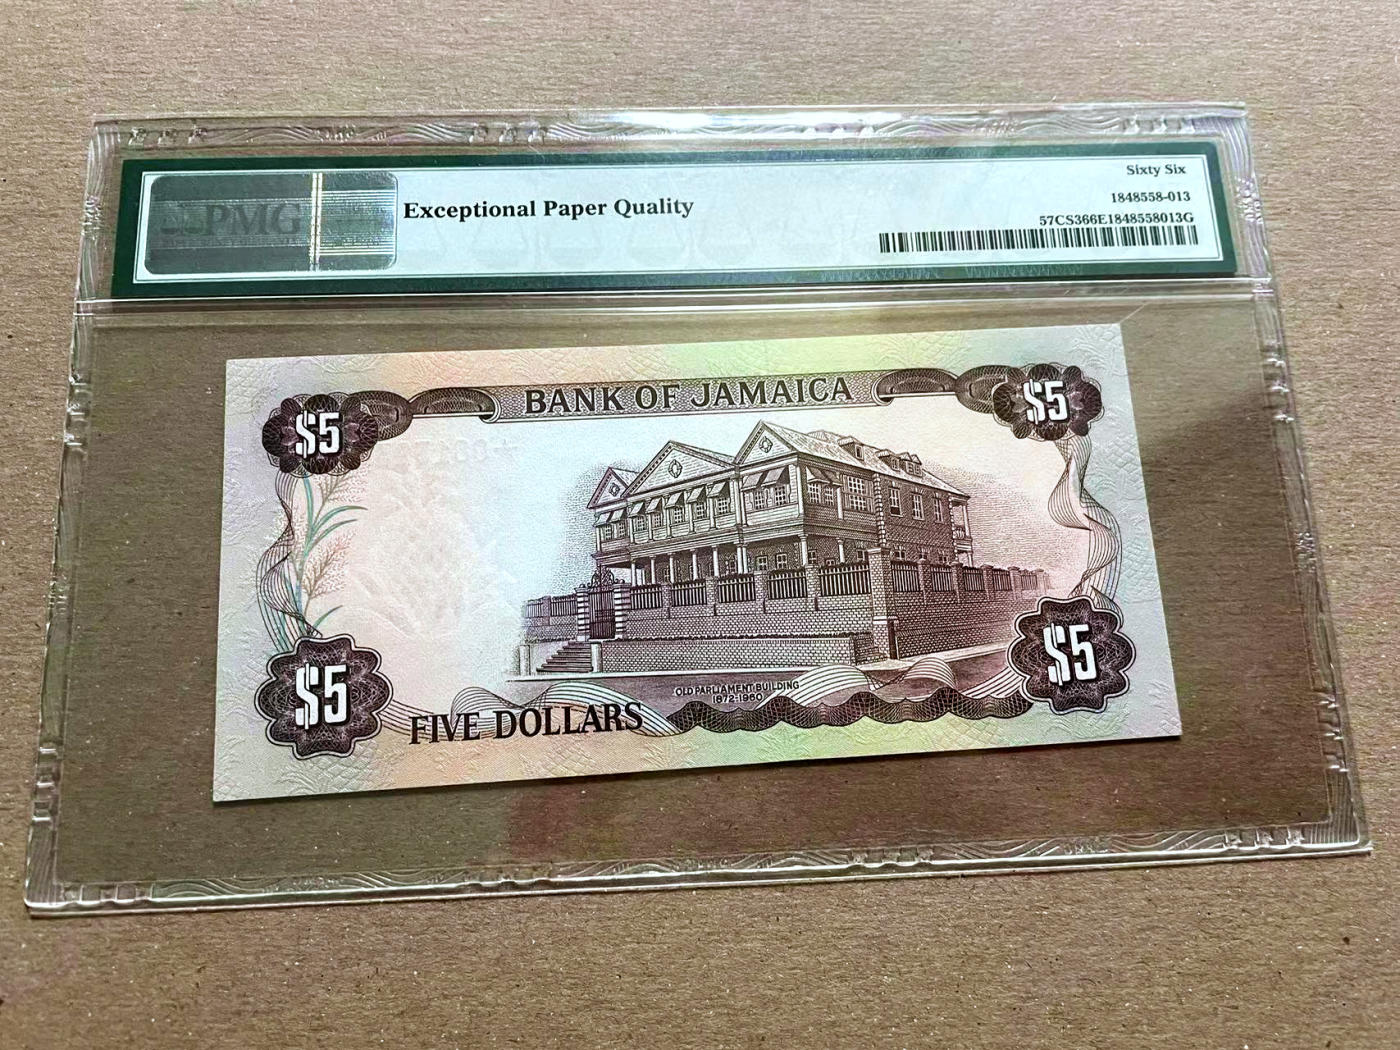 PMG
Exceptional Paper Quality
Sixty Six
1848558-013
57CS366E1848558013G
BANK OF JAMAICA
$5
$5
$5
$5
OLD PARLIAMENT BUILDING
1872-1960
FIVE DOLLARS